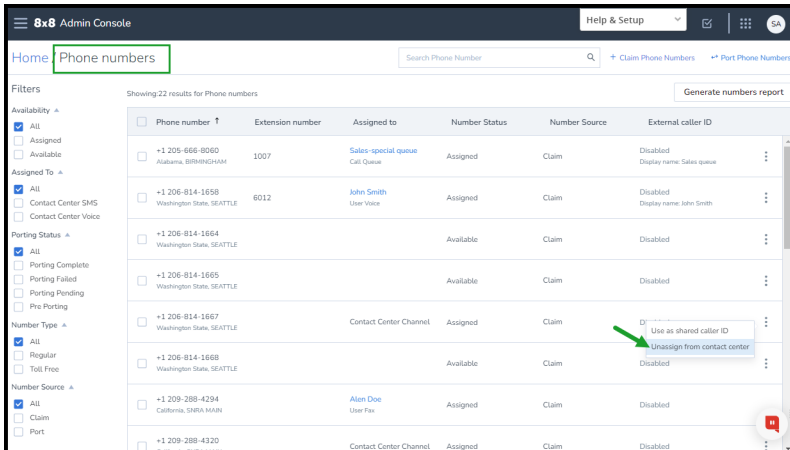 8x8 Admin Console
Help & Setup
SA
Home / Phone numbers
Search Phone Number
+ Claim Phone Numbers
Port Phone Numbers
Filters
Showing:22 results for Phone numbers
Generate numbers report
Availability
All
Assigned
Available
Assigned To
All
Contact Center SMS
Contact Center Voice
Porting Status
All
Porting Complete
Porting Failed
Porting Pending
Pre Porting
Number Type
All
Regular
Toll Free
Number Source
All
Claim
Port
Phone number ↑ Extension number Assigned to Number Status Number Source External caller ID
+1 205-666-8060 1007 Sales-special queue Assigned Claim Disabled
Alabama, BIRMINGHAM Call Queue Display name: Sales queue
+1 206-814-1658 6012 John Smith Assigned Claim Disabled
Washington State, SEATTLE User Voice Display name: John Smith
+1 206-814-1664 Available Claim Disabled
Washington State, SEATTLE
+1 206-814-1665 Available Claim Disabled
Washington State, SEATTLE
+1 206-814-1667 Contact Center Channel Assigned Claim
Washington State, SEATTLE
Use as shared caller ID
Unassign from contact center
+1 206-814-1668 Available Claim Disabled
Washington State, SEATTLE
+1 209-288-4294 Alen Doe Assigned Claim Disabled
California, SNRA MAIN User Fax
+1 209-288-4320 Contact Center Channel Assigned Claim Disabled